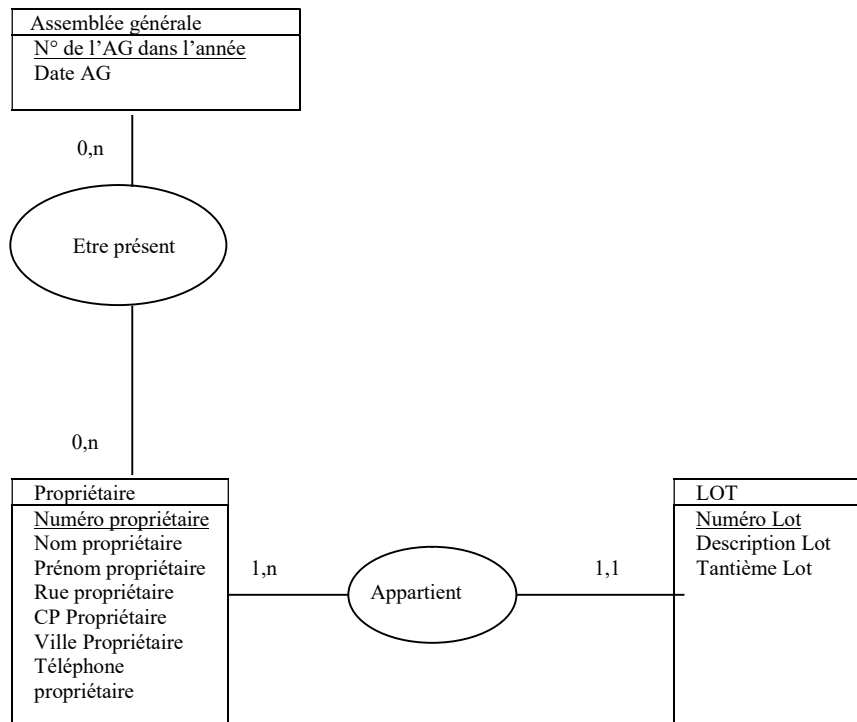 Assemblée générale
N° de l'AG dans l'année
Date AG
0,n
Etre présent
0,n
Propriétaire
Numéro propriétaire
Nom propriétaire
Prénom propriétaire
Rue propriétaire
CP Propriétaire
Ville Propriétaire
Téléphone
propriétaire
1,n
Appartient
1,1
LOT
Numéro Lot
Description Lot
Tantième Lot